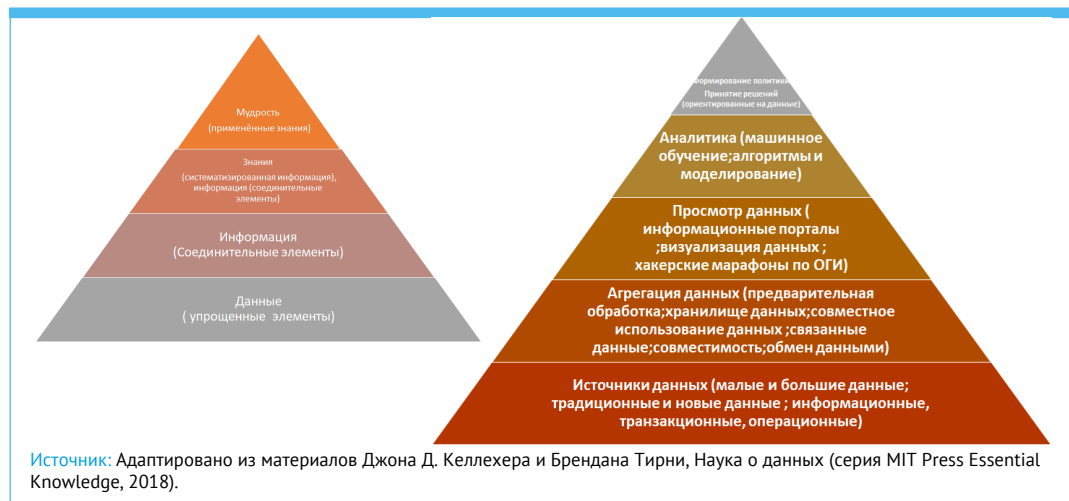 Мудрость
(применённые знания)
Знания
(систематизированная информация),
информация (соединительные
элементы)
Информация
(Соединительные элементы)
Данные
( упрощенные элементы)
Формирование политики
Принятие решений
(ориентированные на данные)
Аналитика (машинное
обучение;алгоритмы и
моделирование)
Просмотр данных (
информационные порталы
;визуализация данных ;
хакерские марафоны по ОГИ)
Агрегация данных (предварительная
обработка;хранилище данных;совместное
использование данных ;связанные
данные;совместимость;обмен данными)
Источники данных (малые и большие данные;
традиционные и новые данные ; информационные,
транзакционные, операционные)
Источник: Адаптировано из материалов Джона Д. Келлехера и Брендана Тирни, Наука о данных (серия MIT Press Essential
Knowledge, 2018).